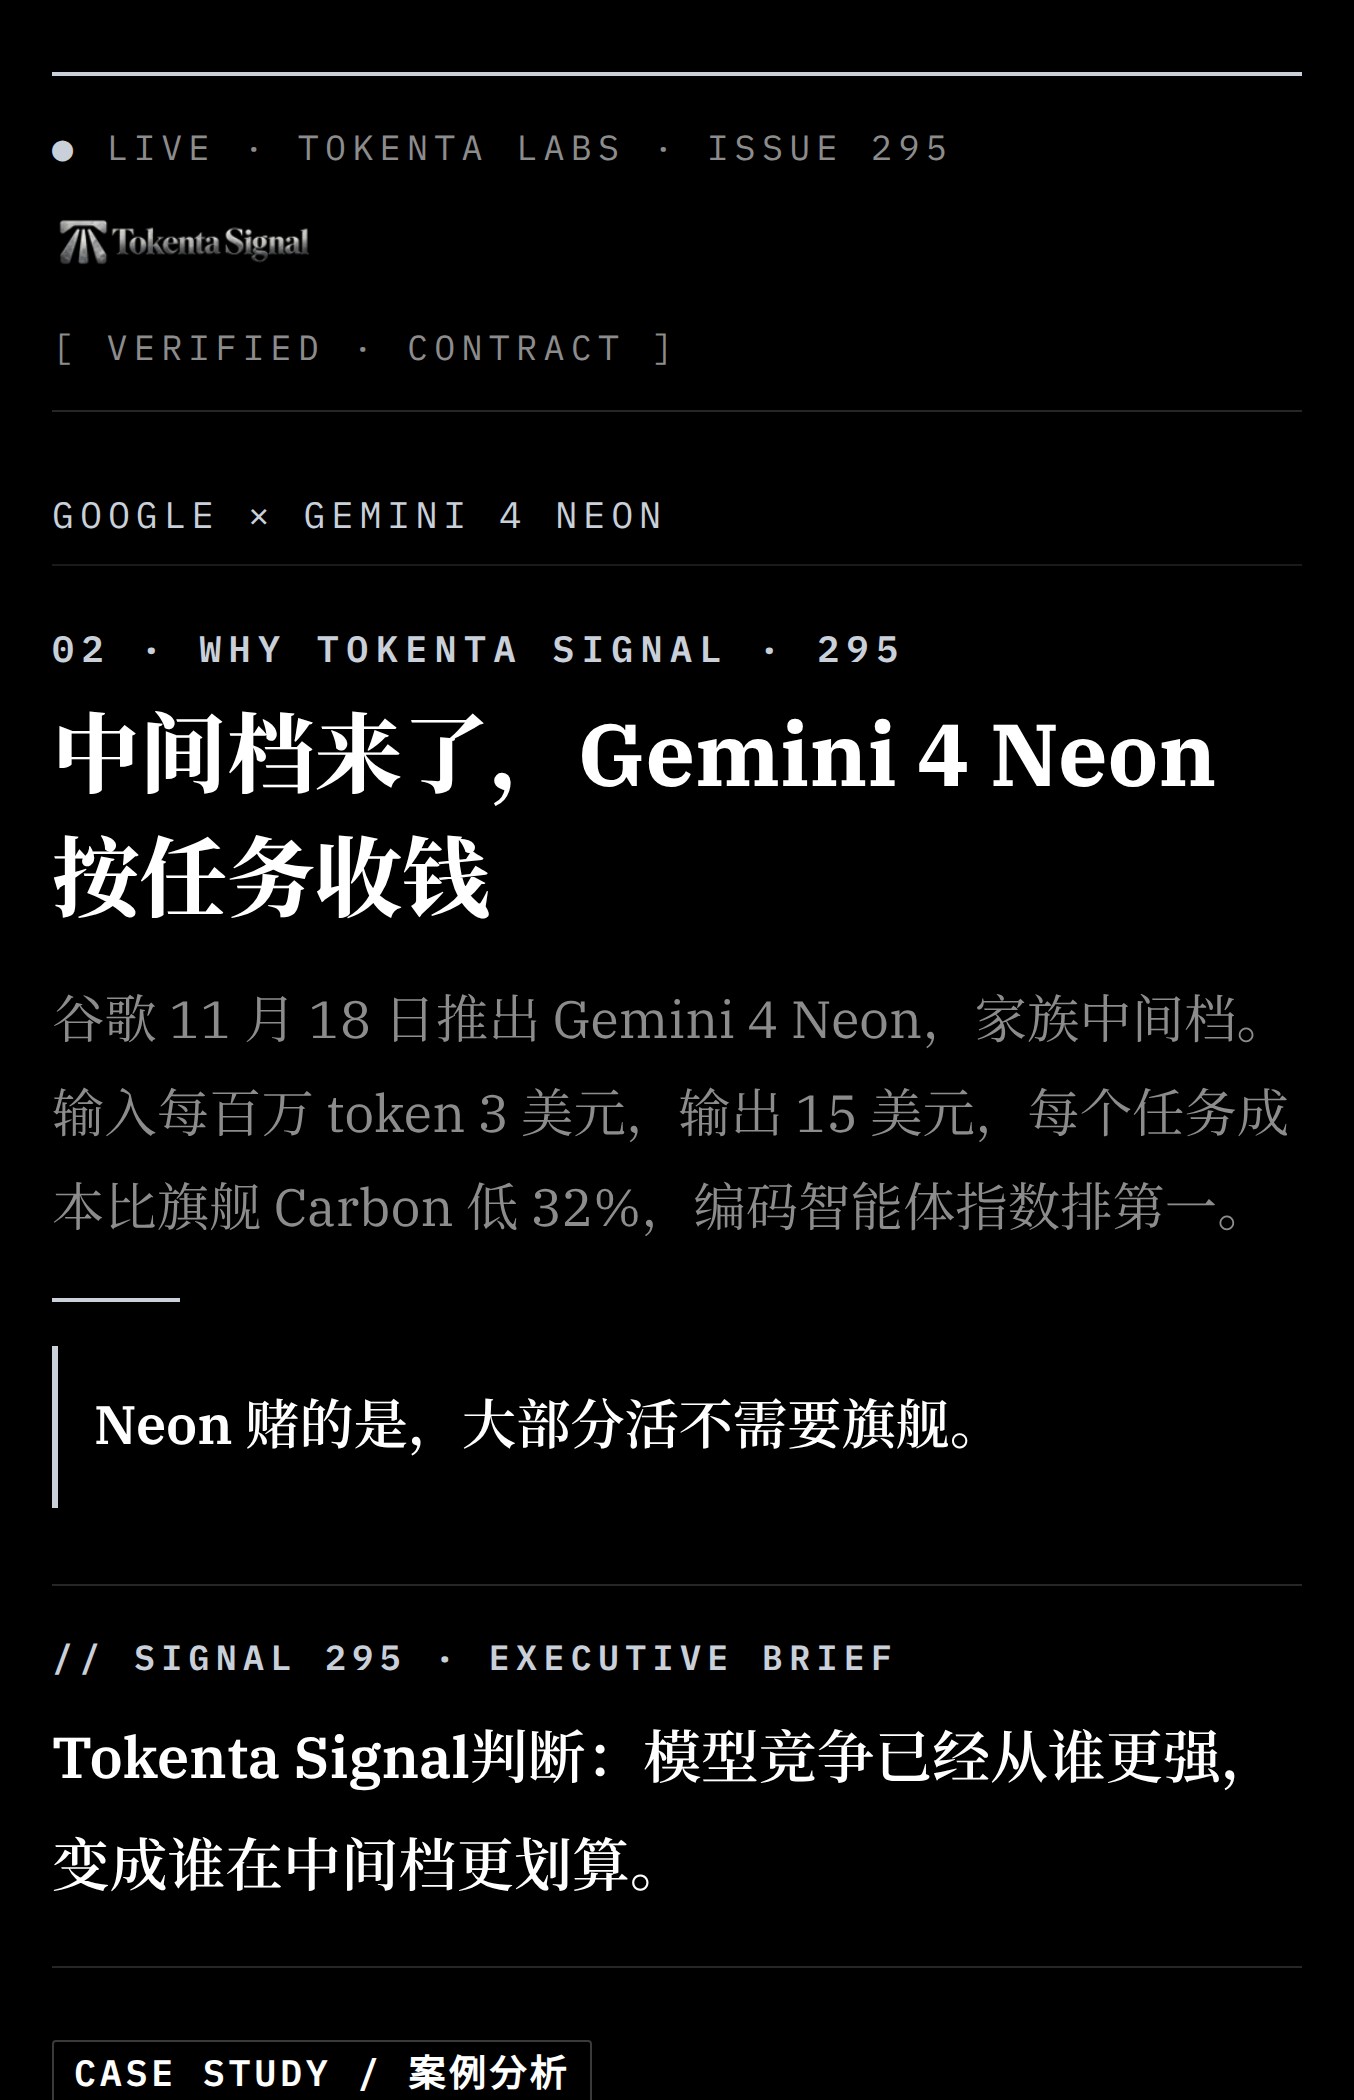 ● LIVE · TOKENTA LABS · ISSUE 295
Tokenta Signal
[ VERIFIED · CONTRACT ]
GOOGLE × GEMINI 4 NEON
02 · WHY TOKENTA SIGNAL · 295
中间档来了，Gemini 4 Neon
按任务收钱
谷歌 11 月 18 日推出 Gemini 4 Neon，家族中间档。
输入每百万 token 3 美元，输出 15 美元，每个任务成
本比旗舰 Carbon 低 32%，编码智能体指数排第一。
Neon 赌的是，大部分活不需要旗舰。
// SIGNAL 295 · EXECUTIVE BRIEF
Tokenta Signal判断：模型竞争已经从谁更强，
变成谁在中间档更划算。
CASE STUDY / 案例分析